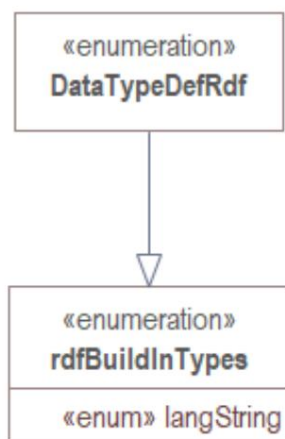 «enumeration»
DataTypeDefRdf
«enumeration»
rdfBuildInTypes
«enum» langString